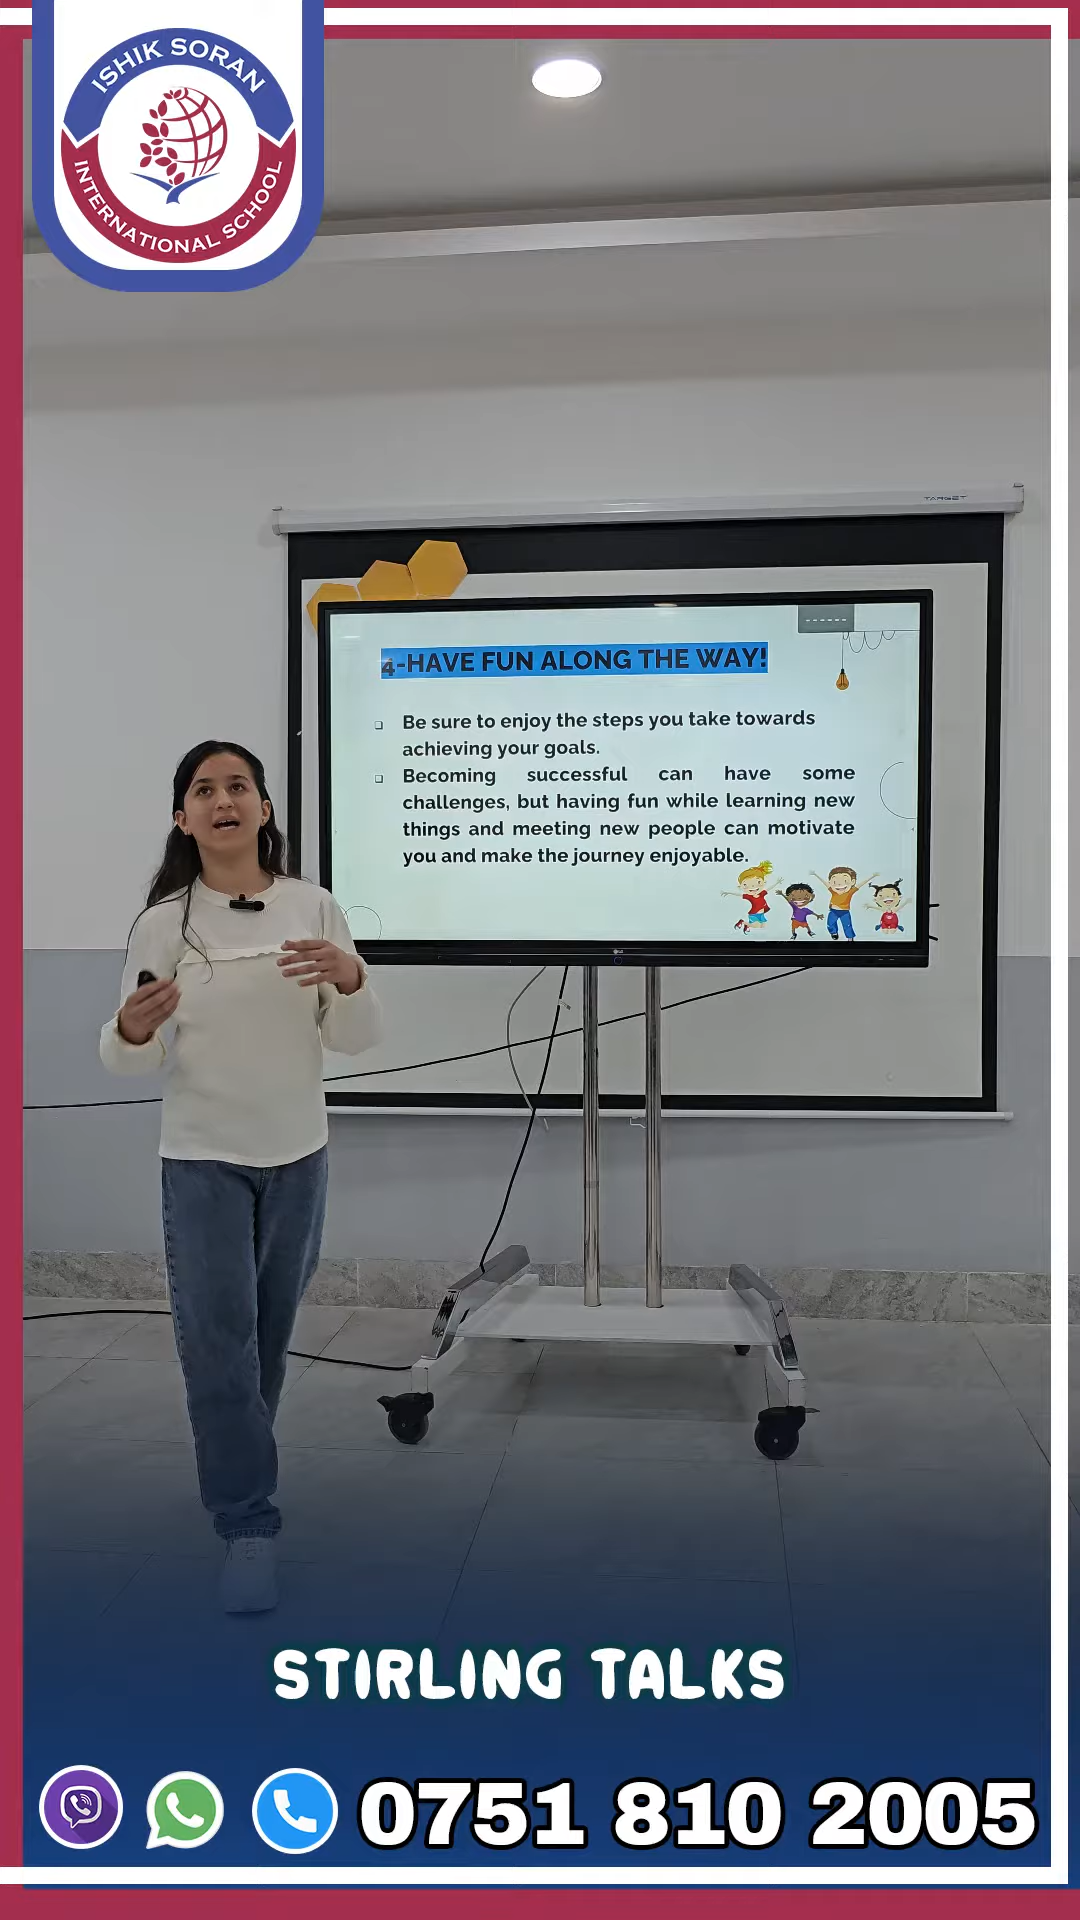 ISHIK SORAN
INTERNATIONAL SCHOOL
TARGET
4-HAVE FUN ALONG THE WAY!
❑ Be sure to enjoy the steps you take towards
achieving your goals.
❑ Becoming successful can have some
challenges, but having fun while learning new
things and meeting new people can motivate
you and make the journey enjoyable.
STIRLING TALKS
0751 810 2005